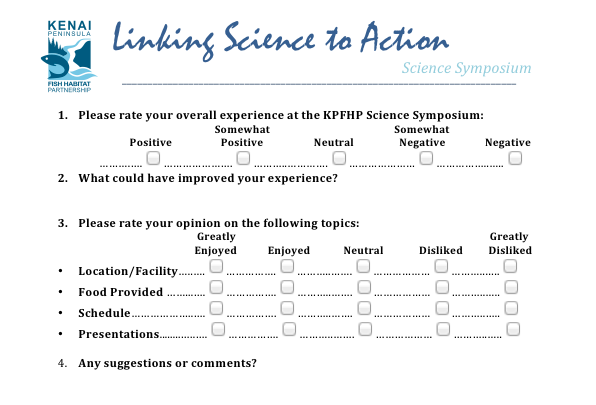 KENAI
PENINSULA
FISH HABITAT
PARTNERSHIP
Linking Science to Action
Science Symposium
1. Please rate your overall experience at the KPFHP Science Symposium:
Positive Somewhat Positive Neutral Somewhat Negative Negative
2. What could have improved your experience?
3. Please rate your opinion on the following topics:
Greatly Enjoyed Enjoyed Neutral Disliked Greatly Disliked
• Location/Facility
• Food Provided
• Schedule
• Presentations
4. Any suggestions or comments?